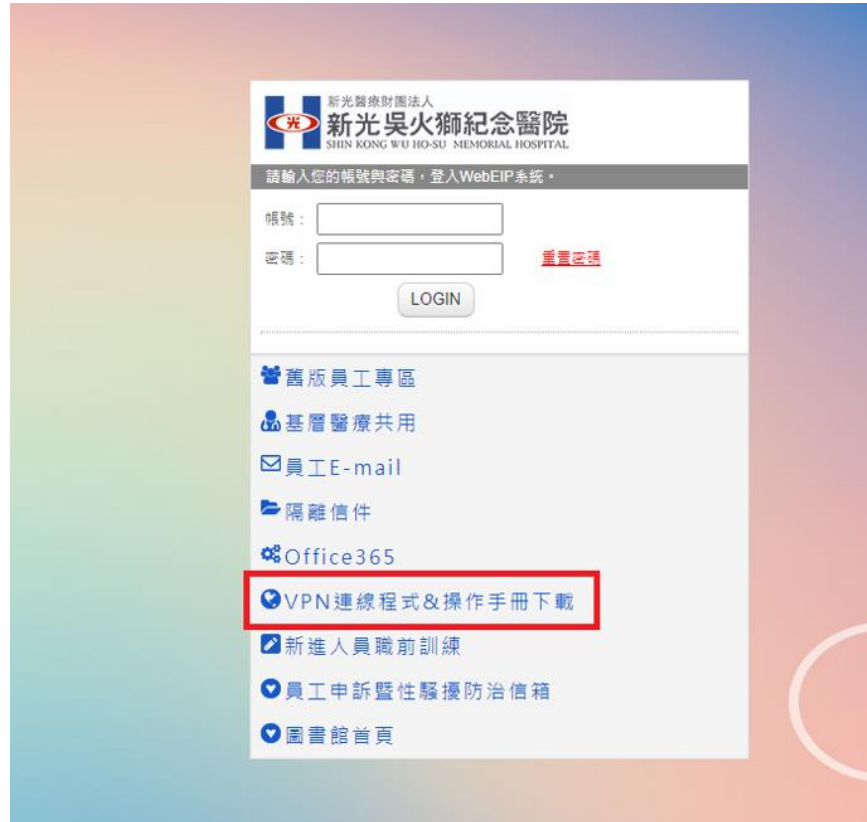 新光醫療財團法人
新光吳火獅紀念醫院
SHIN KONG WU HO-SU MEMORIAL HOSPITAL
請輸入您的帳號與密碼，登入WebEIP系統。
帳號：
密碼： 重置密碼
LOGIN
舊版員工專區
基層醫療共用
員工E-mail
隔離信件
Office365
VPN連線程式&操作手冊下載
新進人員職前訓練
員工申訴暨性騷擾防治信箱
圖書館首頁